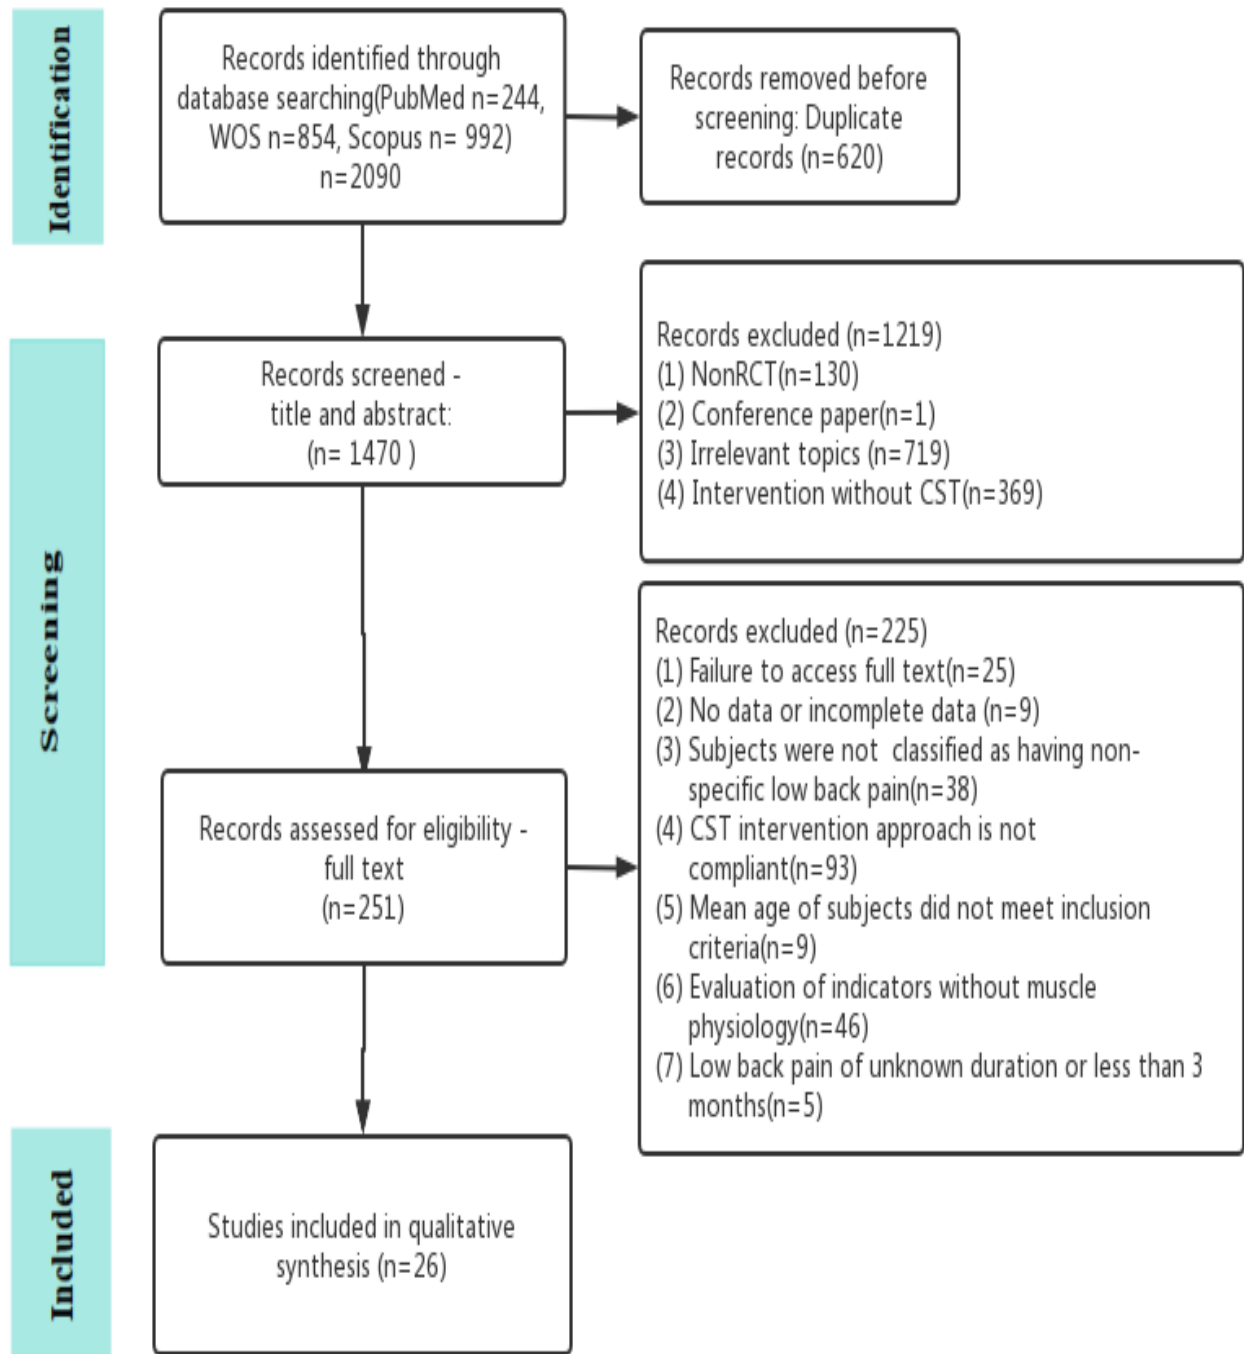 Identification
Records identified through
database searching(PubMed n=244,
WOS n=854, Scopus n= 992)
n=2090
Records removed before
screening: Duplicate
records (n=620)
Screening
Records screened -
title and abstract:
(n= 1470 )
Records excluded (n=1219)
(1) NonRCT(n=130)
(2) Conference paper(n=1)
(3) Irrelevant topics (n=719)
(4) Intervention without CST(n=369)
Records assessed for eligibility -
full text
(n=251)
Records excluded (n=225)
(1) Failure to access full text(n=25)
(2) No data or incomplete data (n=9)
(3) Subjects were not  classified as having non-
specific low back pain(n=38)
(4) CST intervention approach is not
compliant(n=93)
(5) Mean age of subjects did not meet inclusion
criteria(n=9)
(6) Evaluation of indicators without muscle
physiology(n=46)
(7) Low back pain of unknown duration or less than 3
months(n=5)
Included
Studies included in qualitative
synthesis (n=26)